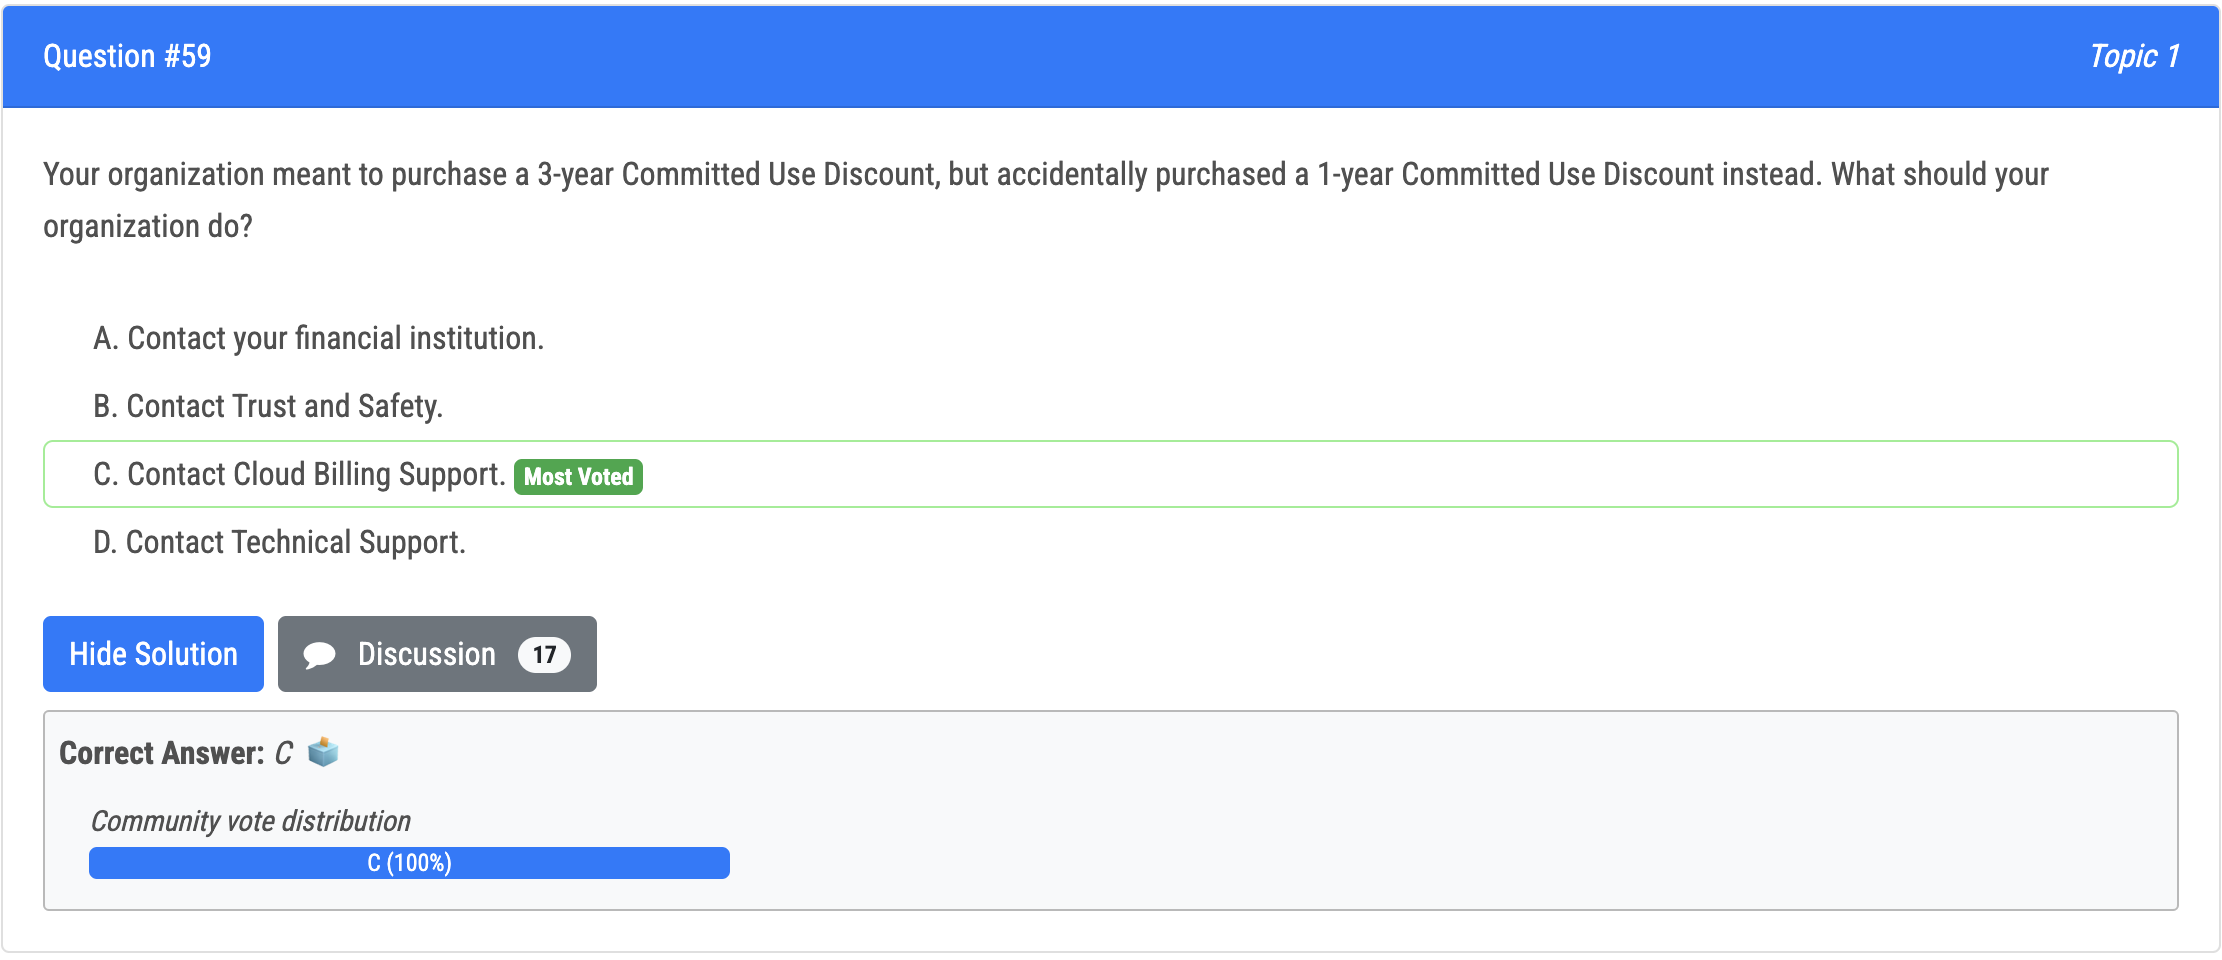 Question #59
Topic 1
Your organization meant to purchase a 3-year Committed Use Discount, but accidentally purchased a 1-year Committed Use Discount instead. What should your
organization do?
A. Contact your financial institution.
B. Contact Trust and Safety.
C. Contact Cloud Billing Support. Most Voted
D. Contact Technical Support.
Hide Solution
Discussion 17
Correct Answer: C
Community vote distribution
C (100%)